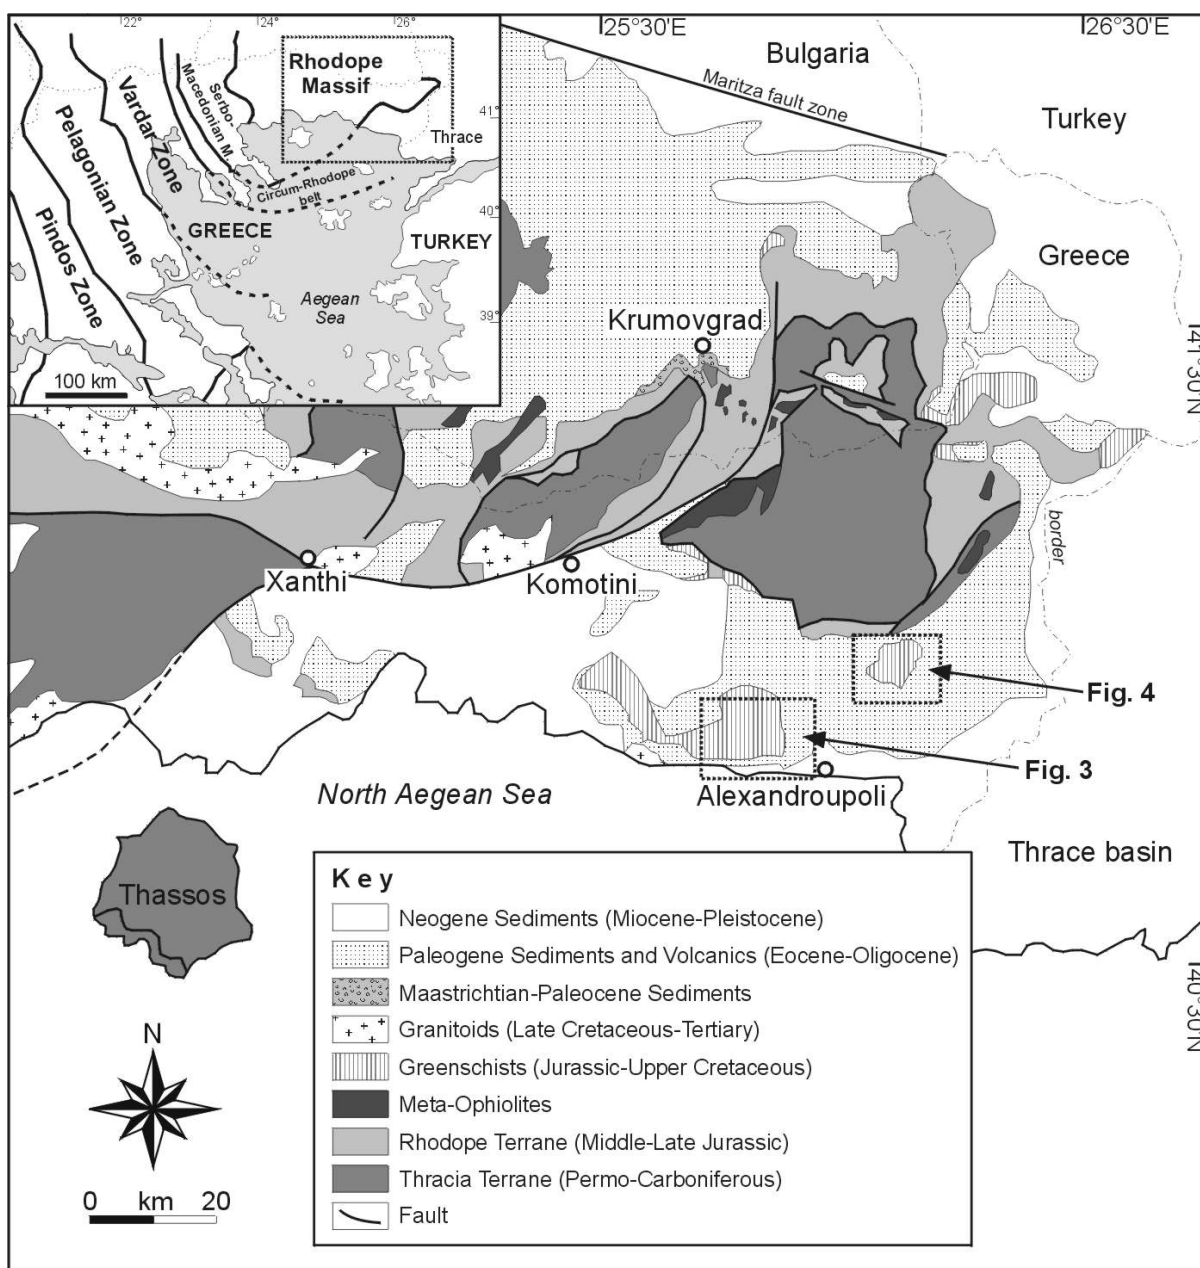 22°
24°
26°
Rhodope
Massif
41°
Thrace
Serbo-
Macedonian M.
Vardar Zone
Pelagonian Zone
Pindos Zone
Circum-Rhodope
belt
40°
GREECE
TURKEY
Aegean
Sea
39°
100 km
25°30'E
26°30'E
Bulgaria
Maritza fault zone
Turkey
Greece
Krumovgrad
41°30'N
border
Xanthi
Komotini
Fig. 4
Fig. 3
North Aegean Sea
Alexandroupoli
Thrace basin
Thassos
40°30'N
N
0 km 20
Key
Neogene Sediments (Miocene-Pleistocene)
Paleogene Sediments and Volcanics (Eocene-Oligocene)
Maastrichtian-Paleocene Sediments
Granitoids (Late Cretaceous-Tertiary)
Greenschists (Jurassic-Upper Cretaceous)
Meta-Ophiolites
Rhodope Terrane (Middle-Late Jurassic)
Thracia Terrane (Permo-Carboniferous)
Fault